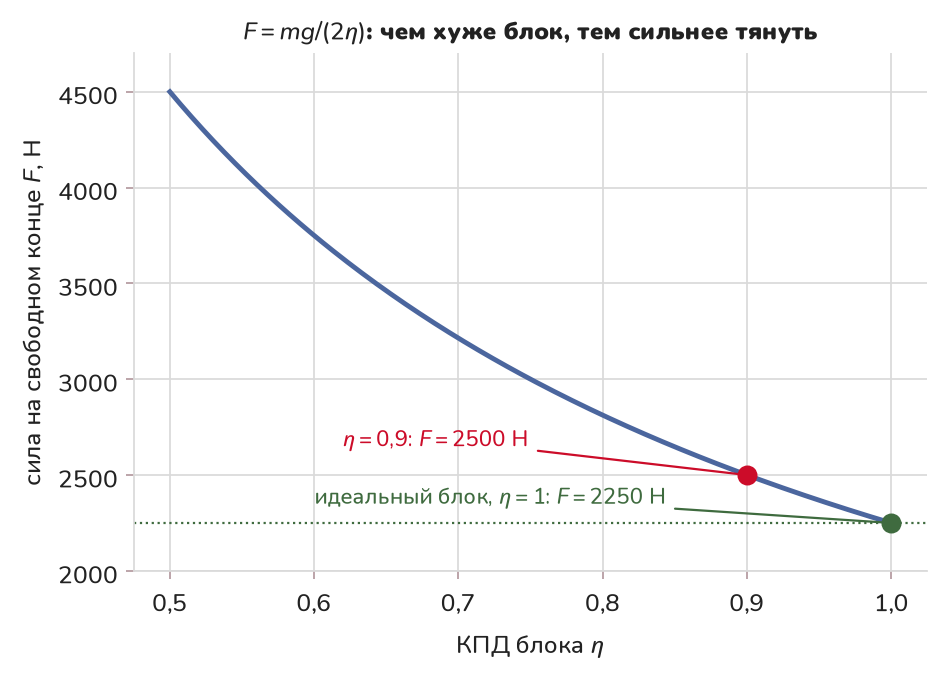 F = mg/(2η): чем хуже блок, тем сильнее тянуть
сила на свободном конце F, Н
4500
4000
3500
3000
2500
2000
η = 0,9: F = 2500 Н
идеальный блок, η = 1: F = 2250 Н
0,5 0,6 0,7 0,8 0,9 1,0
КПД блока η